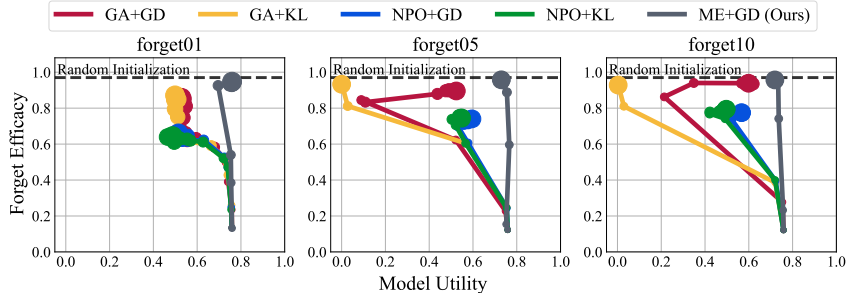 GA+GD GA+KL NPO+GD NPO+KL ME+GD (Ours)
forget01 forget05 forget10
Forget Efficacy
1.0
0.8
0.6
0.4
0.2
0.0
Random Initialization
0.0 0.2 0.4 0.6 0.8 1.0
1.0
0.8
0.6
0.4
0.2
0.0
Random Initialization
0.0 0.2 0.4 0.6 0.8 1.0
1.0
0.8
0.6
0.4
0.2
0.0
Random Initialization
0.0 0.2 0.4 0.6 0.8 1.0
Model Utility